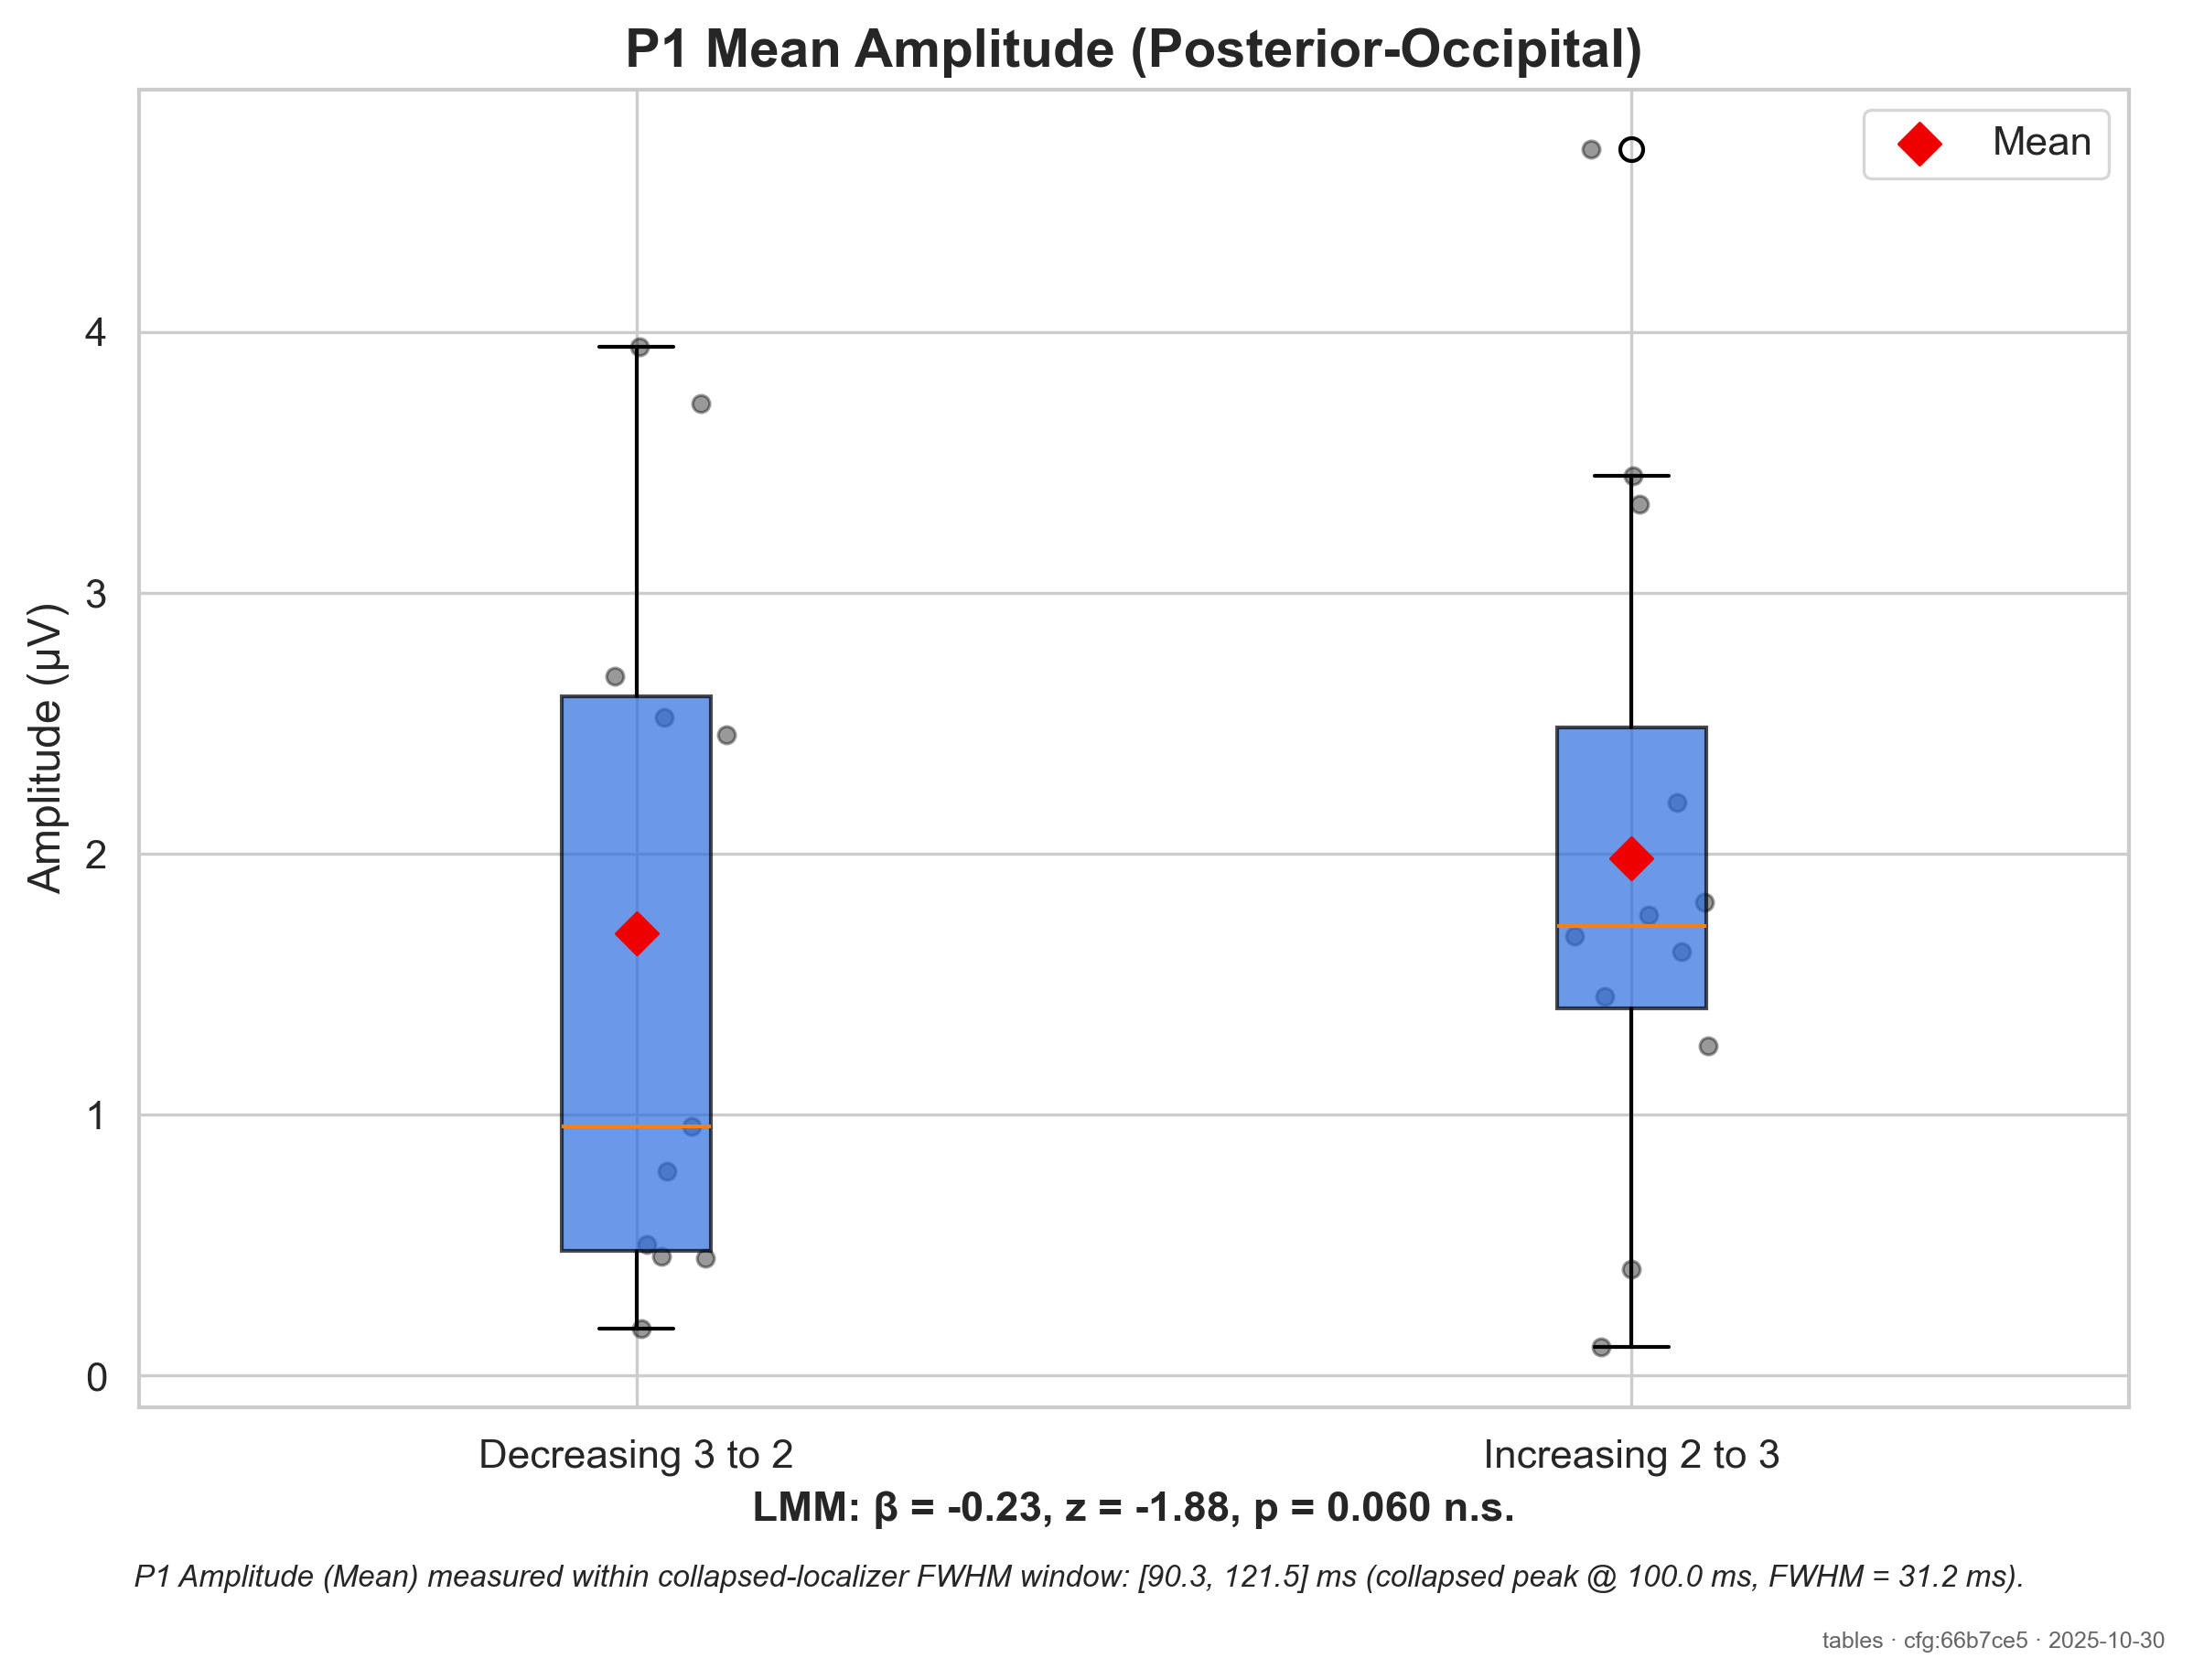 P1 Mean Amplitude (Posterior-Occipital)
Mean
Amplitude (µV)
4
3
2
1
0
Decreasing 3 to 2
Increasing 2 to 3
LMM: β = -0.23, z = -1.88, p = 0.060 n.s.
P1 Amplitude (Mean) measured within collapsed-localizer FWHM window: [90.3, 121.5] ms (collapsed peak @ 100.0 ms, FWHM = 31.2 ms).
tables · cfg:66b7ce5 · 2025-10-30